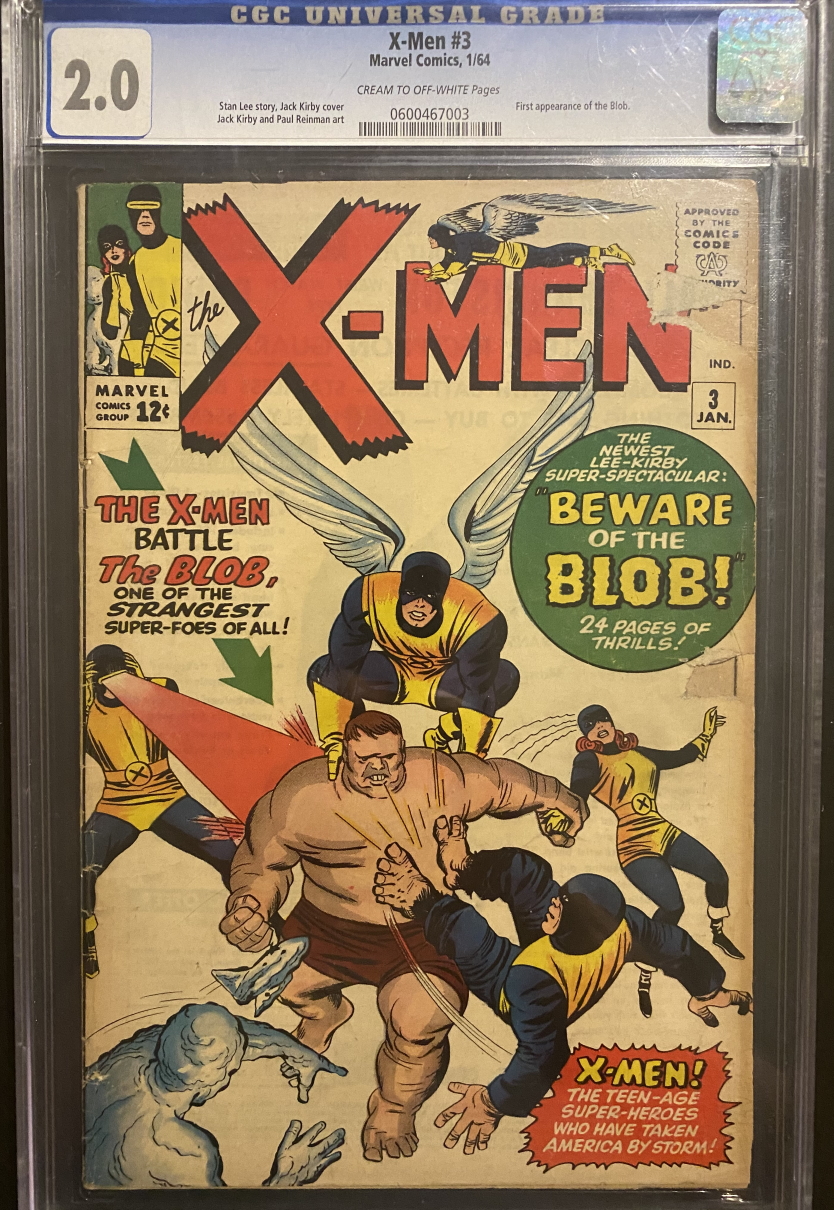 CGC UNIVERSAL GRADE
2.0
X-Men #3
Marvel Comics, 1/64
CREAM TO OFF-WHITE Pages
Stan Lee story, Jack Kirby cover
Jack Kirby and Paul Reinman art
0600467003
First appearance of the Blob.
APPROVED
BY THE
COMICS
CODE
the
X-MEN
IND.
MARVEL
COMICS
GROUP 12¢
3
JAN.
THE X-MEN
BATTLE
The BLOB,
ONE OF THE
STRANGEST
SUPER-FOES OF ALL!
THE
NEWEST
LEE-KIRBY
SUPER-SPECTACULAR:
"BEWARE
OF THE
BLOB!"
24 PAGES OF
THRILLS!
X-MEN!
THE TEEN-AGE
SUPER-HEROES
WHO HAVE TAKEN
AMERICA BY STORM!